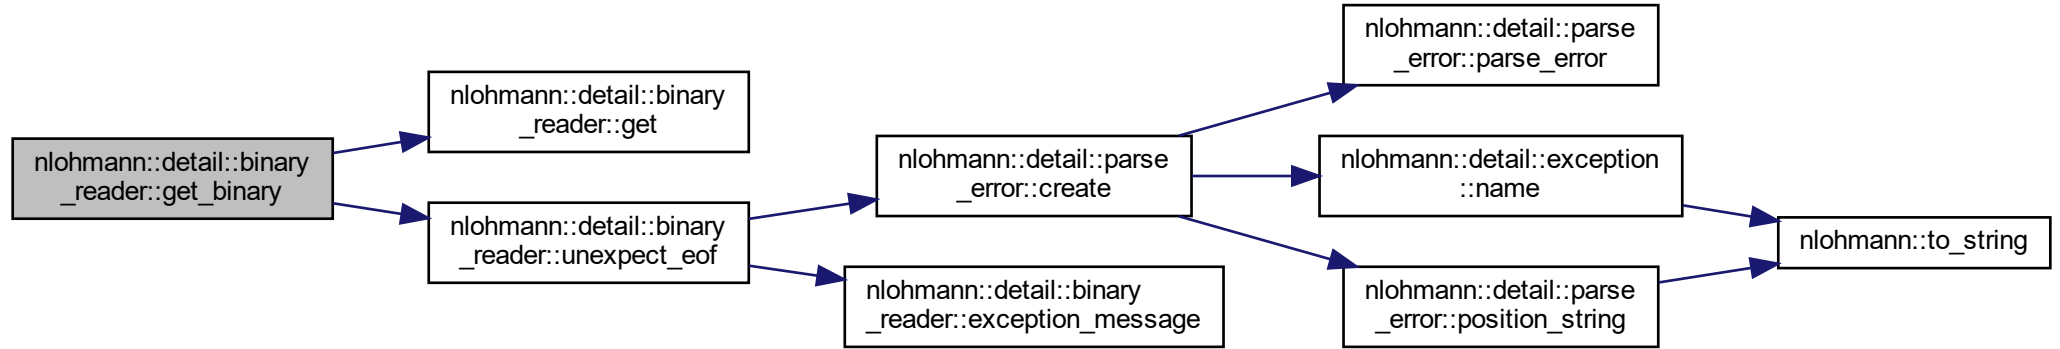 nlohmann::detail::binary
_reader::get_binary
nlohmann::detail::binary
_reader::get
nlohmann::detail::binary
_reader::unexpect_eof
nlohmann::detail::parse
_error::create
nlohmann::detail::binary
_reader::exception_message
nlohmann::detail::parse
_error::parse_error
nlohmann::detail::exception
::name
nlohmann::detail::parse
_error::position_string
nlohmann::to_string